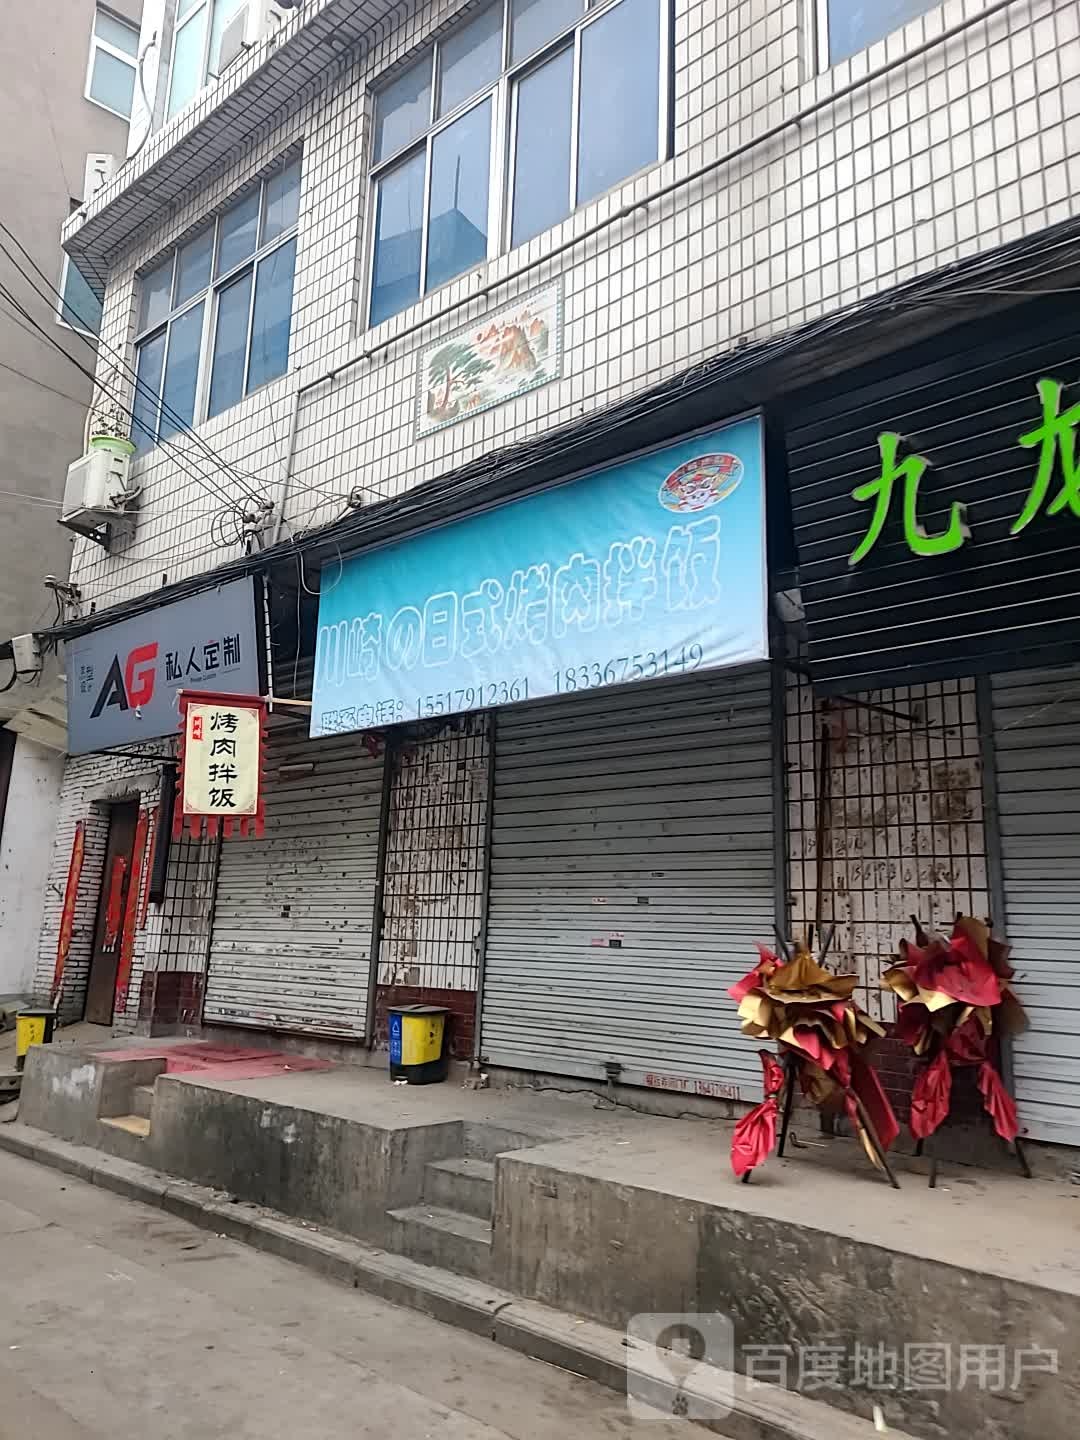 AG 私人定制
烤肉拌饭
川崎の日式烤肉拌饭
联系电话: 15517912361 18336753149
九龙
百度地图用户